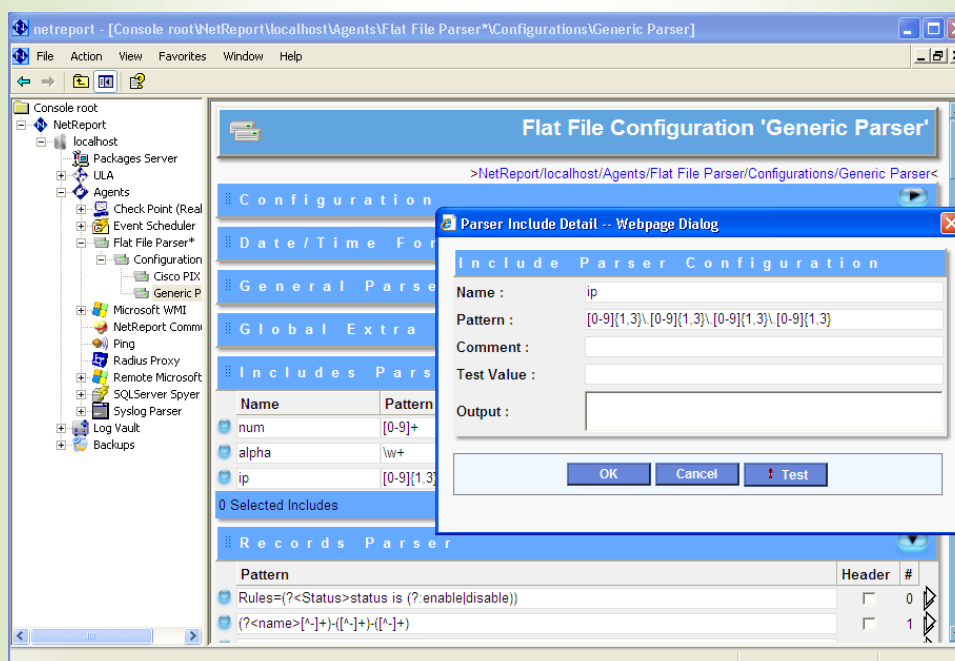 netreport - [Console root\NetReport\localhost\Agents\Flat File Parser*\Configurations\Generic Parser]
File Action View Favorites Window Help
Console root
NetReport
localhost
Packages Server
ULA
Agents
Check Point (Real
Event Scheduler
Flat File Parser*
Configuration
Cisco PIX
Generic P
Microsoft WMI
NetReport Commu
Ping
Radius Proxy
Remote Microsoft
SQLServer Spyer
Syslog Parser
Log Vault
Backups
Flat File Configuration 'Generic Parser'
>NetReport/localhost/Agents/Flat File Parser/Configurations/Generic Parser<
Configuration
Date/Time For
General Parse
Global Extra
Includes Pars
Name Pattern
num [0-9]+
alpha \w+
ip [0-9]{1,3}
0 Selected Includes
Records Parser
Pattern Header #
Rules=(?<Status>status is (?:enable|disable)) 0
(?<name>[^-]+)-([^-]+)-([^-]+) 1
Parser Include Detail -- Webpage Dialog
Include Parser Configuration
Name : ip
Pattern : [0-9]{1,3}\.[0-9]{1,3}\.[0-9]{1,3}\.[0-9]{1,3}
Comment :
Test Value :
Output :
OK Cancel ! Test